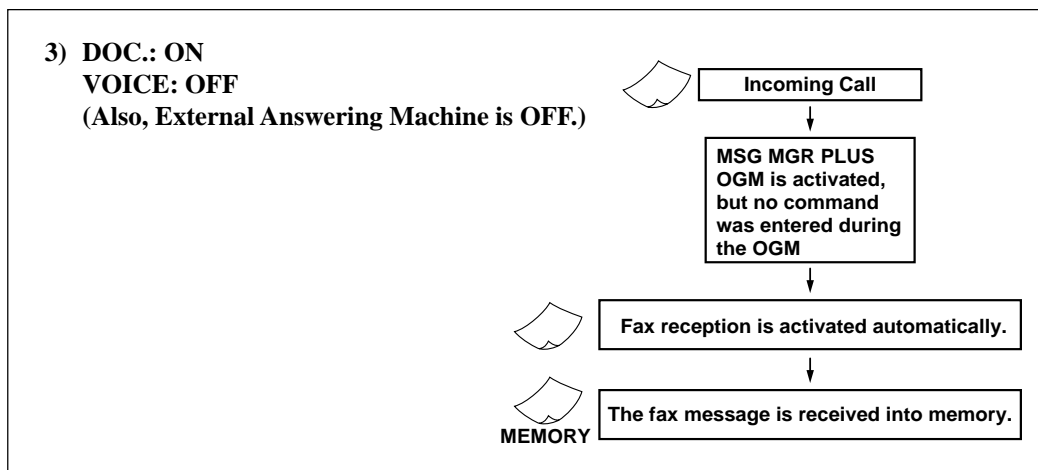 3) DOC.: ON
VOICE: OFF
(Also, External Answering Machine is OFF.)
Incoming Call
MSG MGR PLUS
OGM is activated,
but no command
was entered during
the OGM
Fax reception is activated automatically.
The fax message is received into memory.
MEMORY